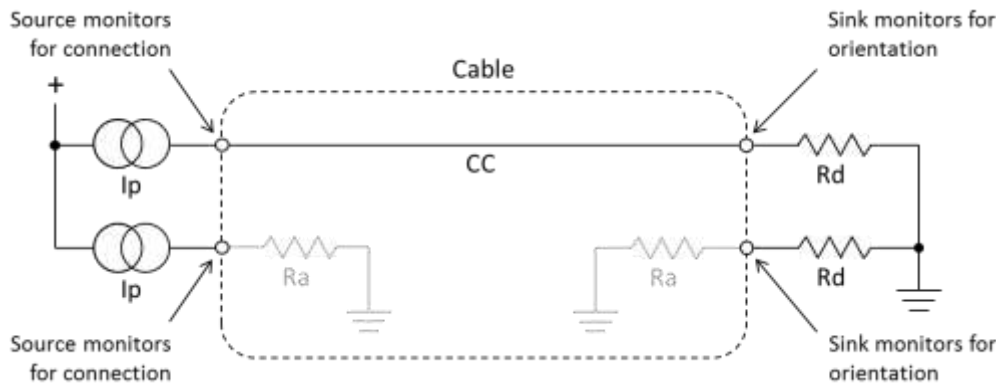 Source monitors
for connection
Sink monitors for
orientation
Cable
+
Ip
CC
Rd
Ip
Ra
Ra
Rd
Source monitors
for connection
Sink monitors for
orientation